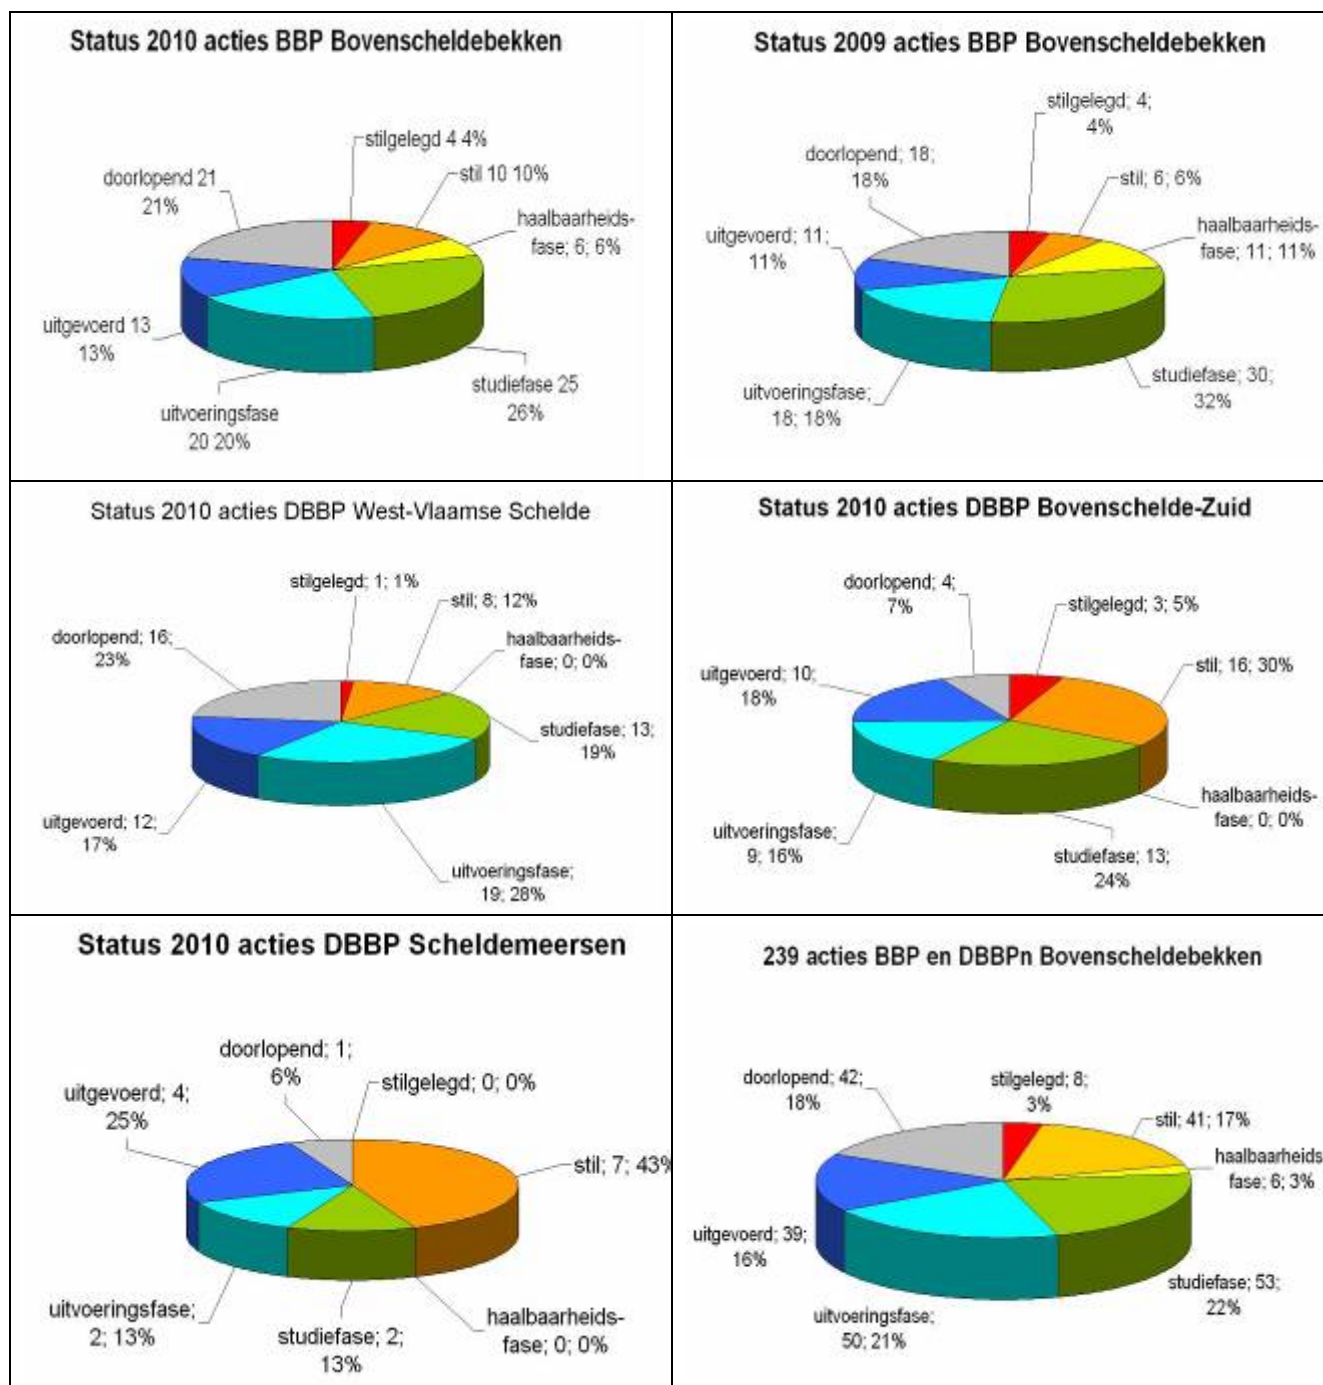 Status 2010 acties BBP Bovenscheldebekken
stilgelegd 4 4%
stil 10 10%
haalbaarheids-
fase; 6; 6%
studiefase 25
26%
uitvoeringsfase
20 20%
uitgevoerd 13
13%
doorlopend 21
21%
Status 2009 acties BBP Bovenscheldebekken
stilgelegd; 4;
4%
stil; 6; 6%
haalbaarheids-
fase; 11; 11%
studiefase; 30;
32%
uitvoeringsfase;
18; 18%
uitgevoerd; 11;
11%
doorlopend; 18;
18%
Status 2010 acties DBBP West-Vlaamse Schelde
stilgelegd; 1; 1%
stil; 8; 12%
haalbaarheids-
fase; 0; 0%
studiefase; 13;
19%
uitvoeringsfase;
19; 28%
uitgevoerd; 12;
17%
doorlopend; 16;
23%
Status 2010 acties DBBP Bovenschelde-Zuid
stilgelegd; 3; 5%
stil; 16; 30%
haalbaarheids-
fase; 0; 0%
studiefase; 13;
24%
uitvoeringsfase;
9; 16%
uitgevoerd; 10;
18%
doorlopend; 4;
7%
Status 2010 acties DBBP Scheldemeersen
stilgelegd; 0; 0%
stil; 7; 43%
haalbaarheids-
fase; 0; 0%
studiefase; 2;
13%
uitvoeringsfase;
2; 13%
uitgevoerd; 4;
25%
doorlopend; 1;
6%
239 acties BBP en DBBPn Bovenscheldebekken
stilgelegd; 8;
3%
stil; 41; 17%
haalbaarheids
fase; 6; 3%
studiefase; 53;
22%
uitvoeringsfase;
50; 21%
uitgevoerd; 39;
16%
doorlopend; 42;
18%